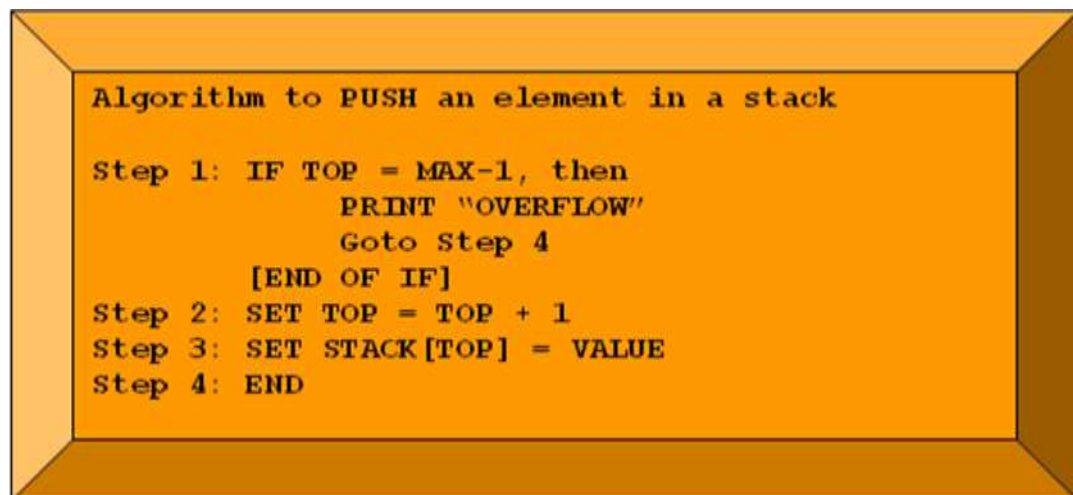 Algorithm to PUSH an element in a stack
Step 1: IF TOP = MAX-1, then
PRINT “OVERFLOW”
Goto Step 4
[END OF IF]
Step 2: SET TOP = TOP + 1
Step 3: SET STACK[TOP] = VALUE
Step 4: END